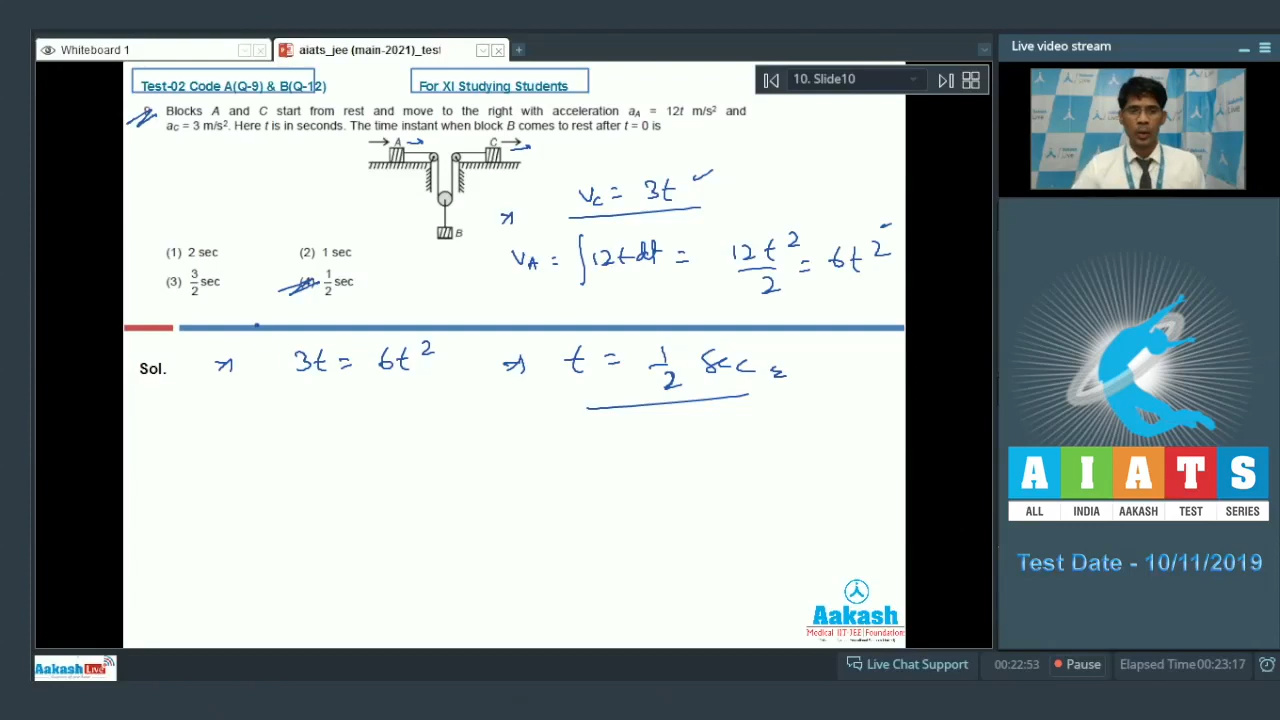 Whiteboard 1
aiats_jee (main-2021)_test
Live video stream
Test-02 Code A(Q-9) & B(Q-12)
For XI Studying Students
10. Slide10
Blocks A and C start from rest and move to the right with acceleration aA = 12t m/s² and
aC = 3 m/s². Here t is in seconds. The time instant when block B comes to rest after t = 0 is
A
C
B
vC = 3t
vA = ∫12t dt = 12t²/2 = 6t²
(1) 2 sec
(2) 1 sec
(3) 3/2 sec
1/2 sec
Sol.
3t = 6t² ⇒ t = 1/2 sec
AIATS
ALL INDIA AAKASH TEST SERIES
Test Date - 10/11/2019
Aakash
Medical|IIT-JEE|Foundations
Aakash Live
Live Chat Support
00:22:53
Pause
Elapsed Time 00:23:17